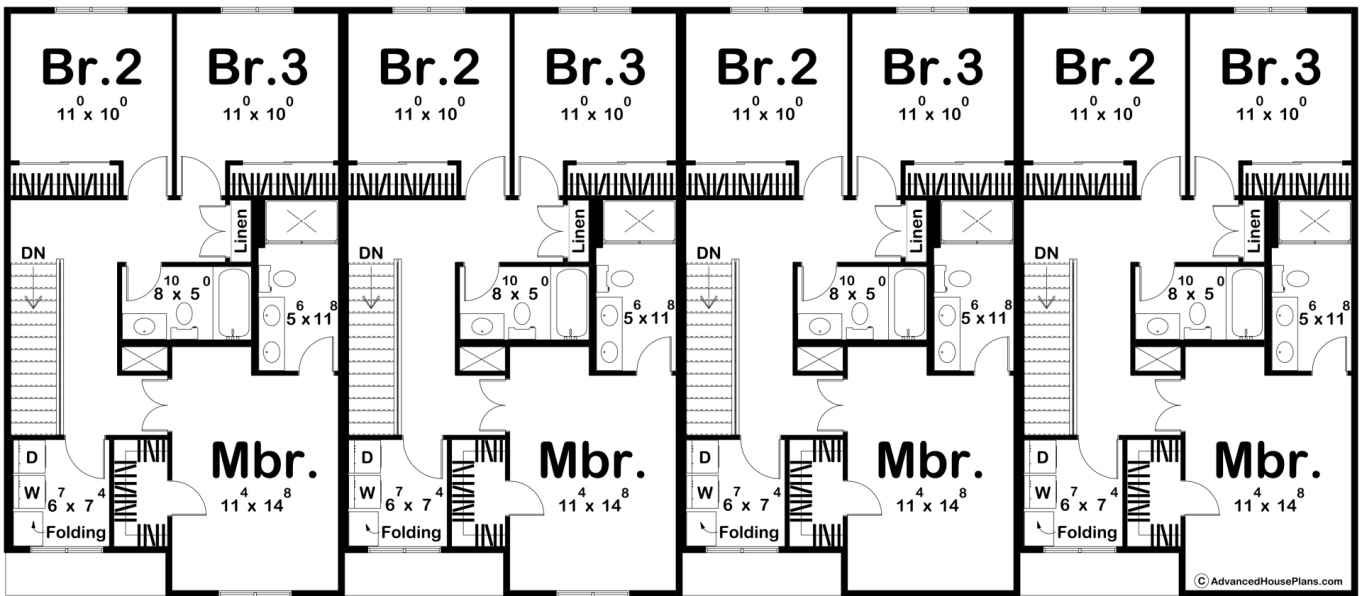 Br.2 Br.3 Br.2 Br.3 Br.2 Br.3 Br.2 Br.3
11⁰ x 10⁰ 11⁰ x 10⁰ 11⁰ x 10⁰ 11⁰ x 10⁰ 11⁰ x 10⁰ 11⁰ x 10⁰ 11⁰ x 10⁰ 11⁰ x 10⁰
Linen Linen Linen Linen
DN DN DN DN
8¹⁰ x 5⁰ 8¹⁰ x 5⁰ 8¹⁰ x 5⁰ 8¹⁰ x 5⁰
5⁶ x 11⁸ 5⁶ x 11⁸ 5⁶ x 11⁸ 5⁶ x 11⁸
D Mbr. D Mbr. D Mbr. D Mbr.
W W W W
6⁷ x 7⁴ 11⁴ x 14⁸ 6⁷ x 7⁴ 11⁴ x 14⁸ 6⁷ x 7⁴ 11⁴ x 14⁸ 6⁷ x 7⁴ 11⁴ x 14⁸
Folding Folding Folding Folding
© AdvancedHousePlans.com